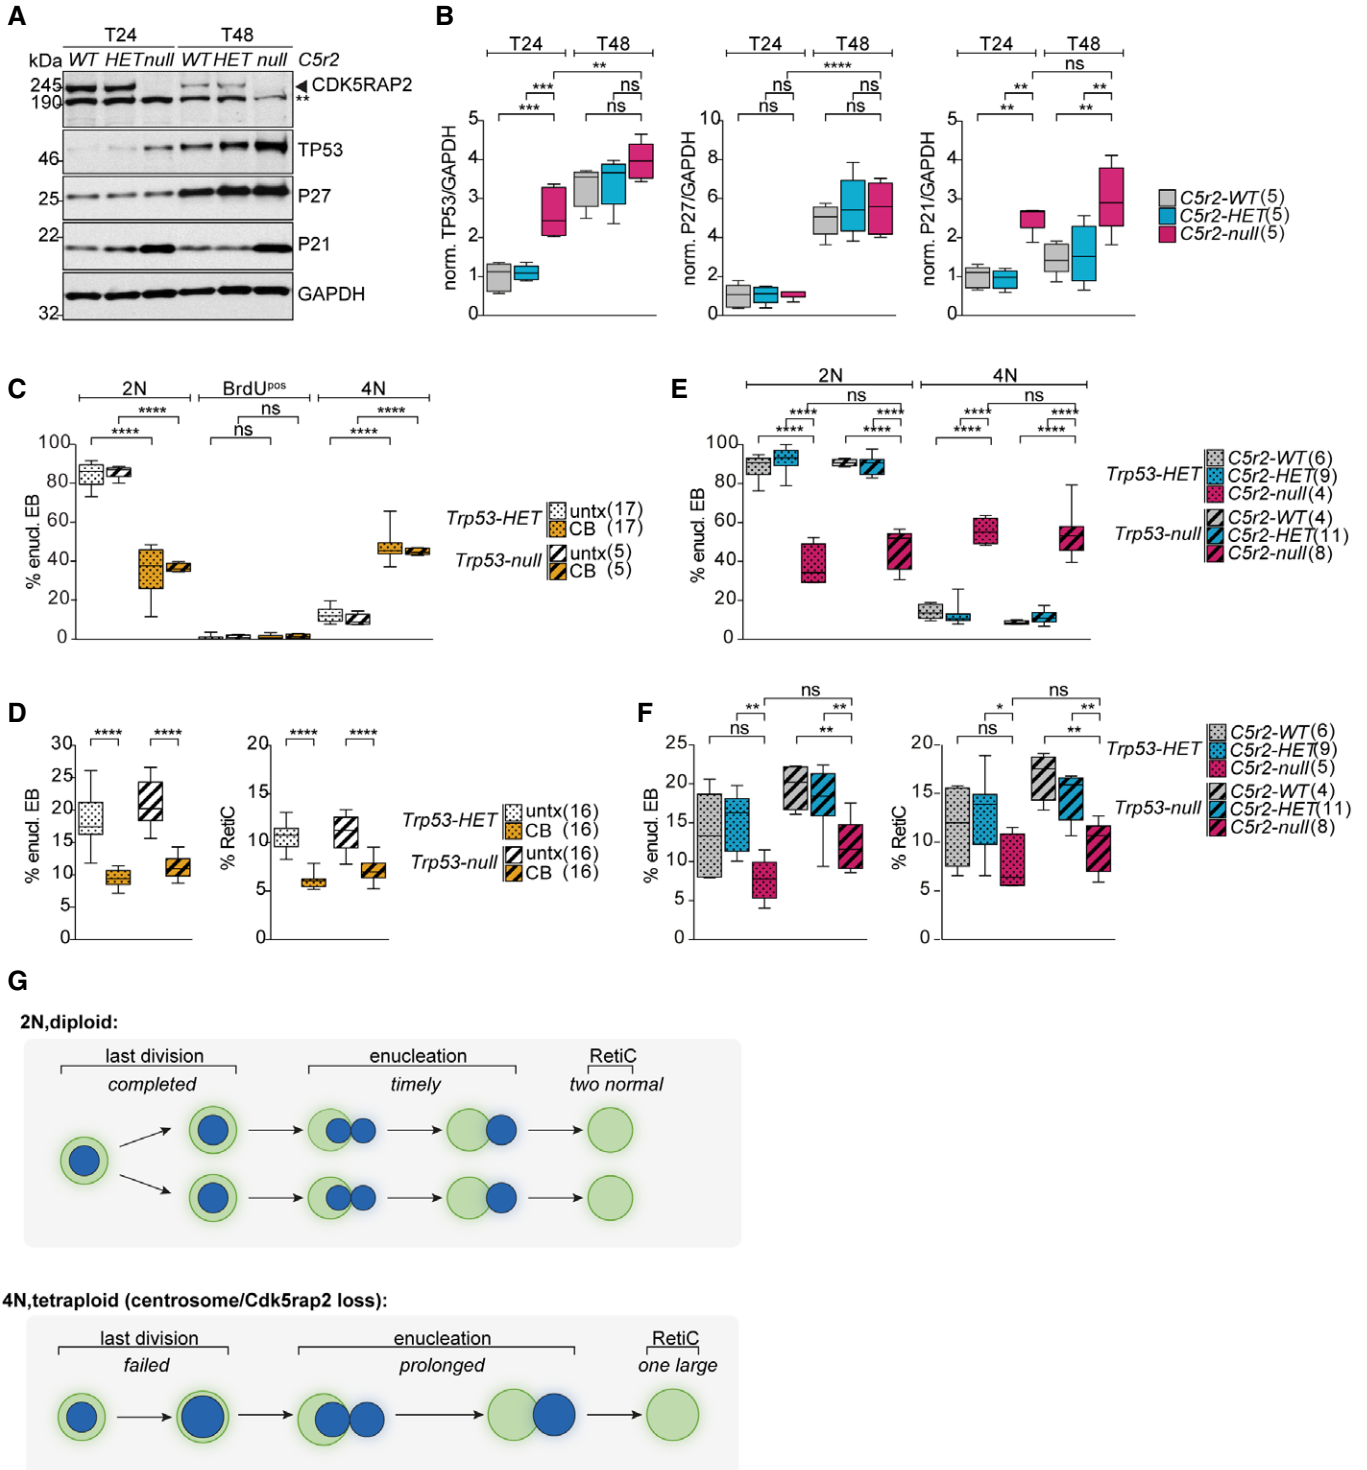 A
T24 T48
kDa WT HET null WT HET null C5r2
245 CDK5RAP2
190 **
TP53
46
P27
25
22
P21
GAPDH
32
B
T24 T48
**
*** ns
*** ns
norm. TP53/GAPDH
5
4
3
2
1
0
T24 T48
****
ns ns
ns ns
norm. P27/GAPDH
10
8
6
4
2
0
T24 T48
ns
** **
** **
norm. P21/GAPDH
5
4
3
2
1
0
C5r2-WT(5)
C5r2-HET(5)
C5r2-null(5)
C
2N BrdUpos 4N
**** ns ****
**** ns ****
% enucl. EB
100
80
60
40
20
0
Trp53-HET untx(17)
CB (17)
Trp53-null untx(5)
CB (5)
E
2N 4N
ns ns
**** **** **** ****
**** **** **** ****
% enucl. EB
100
80
60
40
20
0
Trp53-HET C5r2-WT(6)
C5r2-HET(9)
C5r2-null(4)
Trp53-null C5r2-WT(4)
C5r2-HET(11)
C5r2-null(8)
D
**** ****
% enucl. EB
30
25
20
15
10
5
0
**** ****
% RetiC
20
15
10
5
0
Trp53-HET untx(16)
CB (16)
Trp53-null untx(16)
CB (16)
F
ns
** **
ns **
% enucl. EB
25
20
15
10
5
0
ns
* **
ns **
% RetiC
20
15
10
5
0
Trp53-HET C5r2-WT(6)
C5r2-HET(9)
C5r2-null(5)
Trp53-null C5r2-WT(4)
C5r2-HET(11)
C5r2-null(8)
G
2N,diploid:
last division enucleation RetiC
completed timely two normal
4N,tetraploid (centrosome/Cdk5rap2 loss):
last division enucleation RetiC
failed prolonged one large